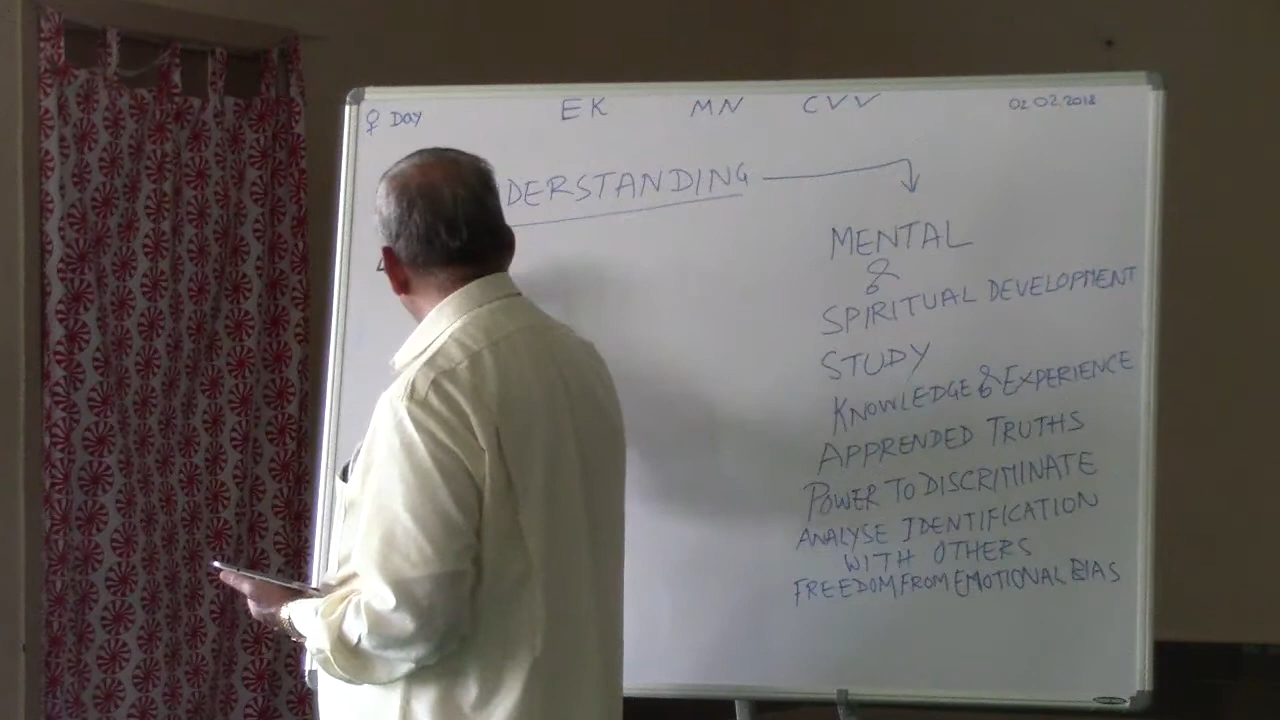 ♀ DAY EK MN CVV 02.02.2018
DERSTANDING
MENTAL
&
SPIRITUAL DEVELOPMENT
STUDY
KNOWLEDGE & EXPERIENCE
APPRENDED TRUTHS
POWER TO DISCRIMINATE
ANALYSE IDENTIFICATION
WITH OTHERS
FREEDOM FROM EMOTIONAL BIAS